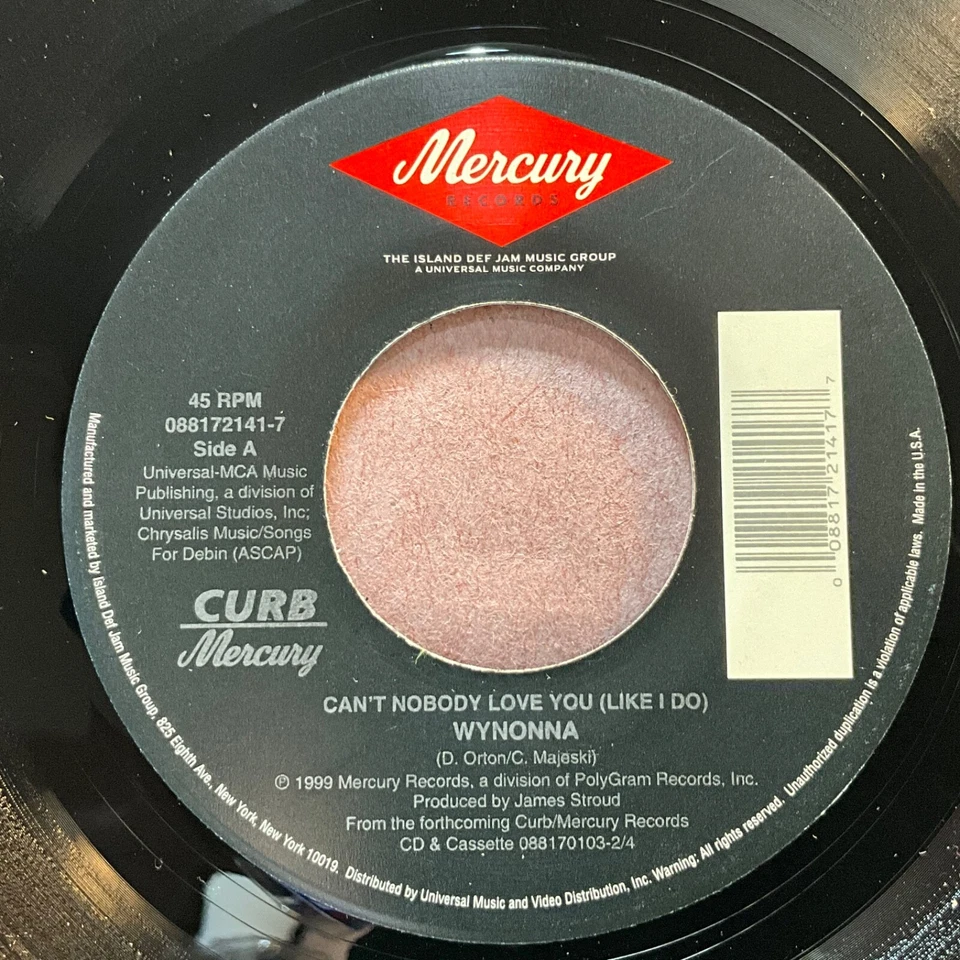 Mercury
RECORDS
THE ISLAND DEF JAM MUSIC GROUP
A UNIVERSAL MUSIC COMPANY
45 RPM
088172141-7
Side A
Universal-MCA Music
Publishing, a division of
Universal Studios, Inc;
Chrysalis Music/Songs
For Debin (ASCAP)
CURB
Mercury
0 08817 21417 7
CAN'T NOBODY LOVE YOU (LIKE I DO)
WYNONNA
(D. Orton/C. Majeski)
℗ 1999 Mercury Records, a division of PolyGram Records, Inc.
Produced by James Stroud
From the forthcoming Curb/Mercury Records
CD & Cassette 088170103-2/4
Manufactured and marketed by Island Def Jam Music Group, 825 Eighth Ave., New York, New York 10019. Distributed by Universal Music and Video Distribution, Inc. Warning: All rights reserved. Unauthorized duplication is a violation of applicable laws. Made in the U.S.A.